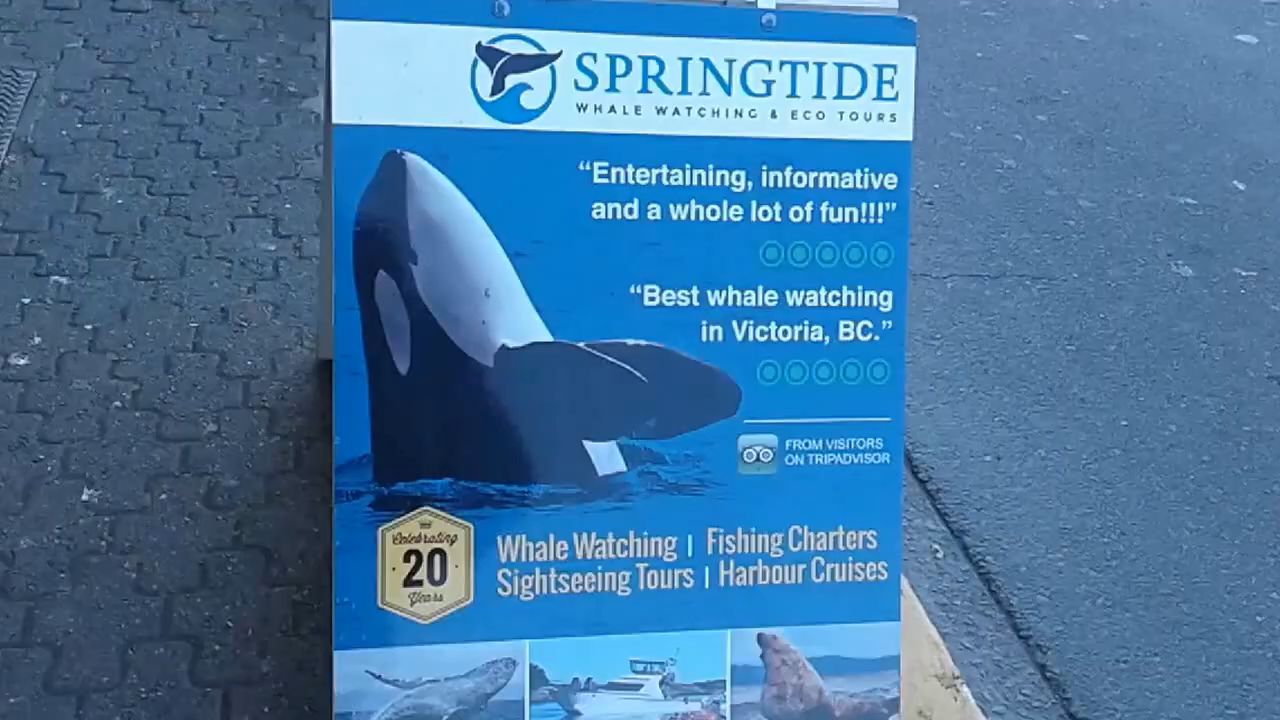 SPRINGTIDE
WHALE WATCHING & ECO TOURS
“Entertaining, informative
and a whole lot of fun!!!”
“Best whale watching
in Victoria, BC.”
FROM VISITORS
ON TRIPADVISOR
Celebrating
20
Years
Whale Watching | Fishing Charters
Sightseeing Tours | Harbour Cruises